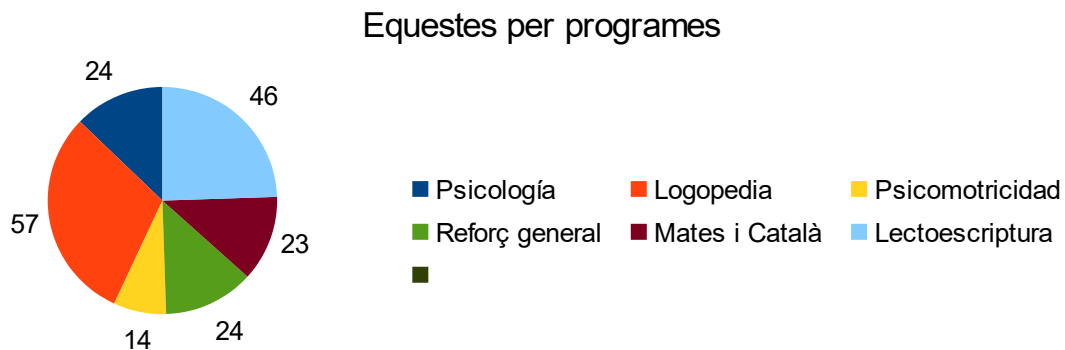 Equestes per programes
24
46
57
23
14
24
Psicología
Logopedia
Psicomotricidad
Reforç general
Mates i Català
Lectoescriptura